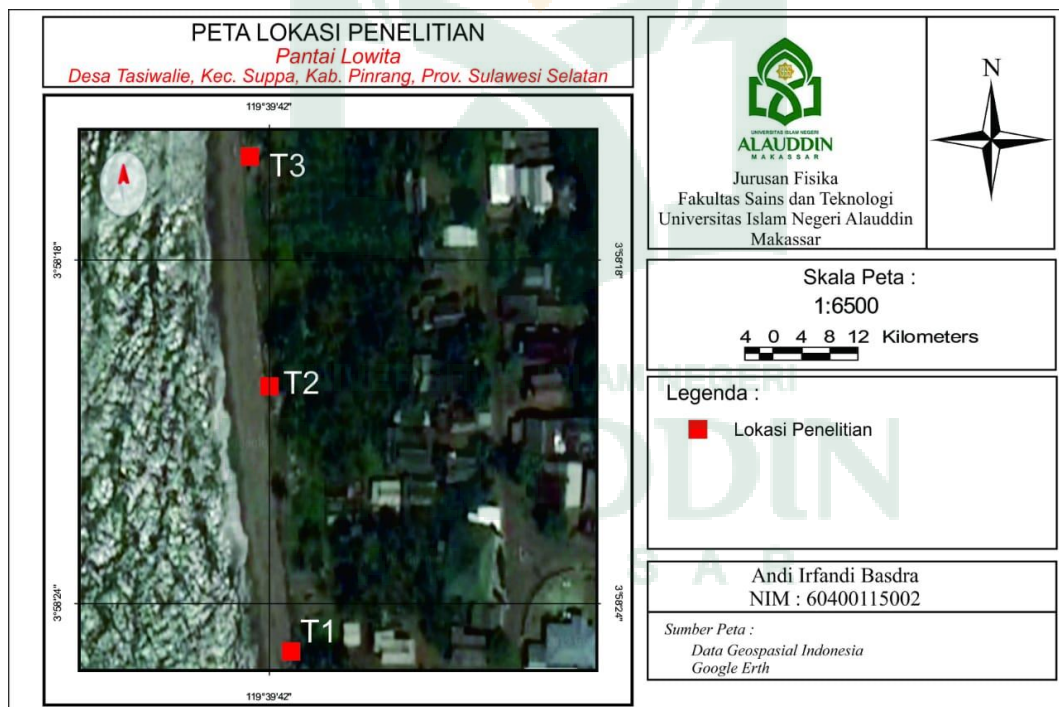 PETA LOKASI PENELITIAN
Pantai Lowita
Desa Tasiwalie, Kec. Suppa, Kab. Pinrang, Prov. Sulawesi Selatan
119°39'42"
T3
3°58'18"
3°58'18"
T2
3°58'24"
3°58'24"
T1
119°39'42"
UNIVERSITAS ISLAM NEGERI
ALAUDDIN
MAKASSAR
Jurusan Fisika
Fakultas Sains dan Teknologi
Universitas Islam Negeri Alauddin
Makassar
N
Skala Peta :
1:6500
4 0 4 8 12 Kilometers
Legenda :
Lokasi Penelitian
Andi Irfandi Basdra
NIM : 60400115002
Sumber Peta :
Data Geospasial Indonesia
Google Erth